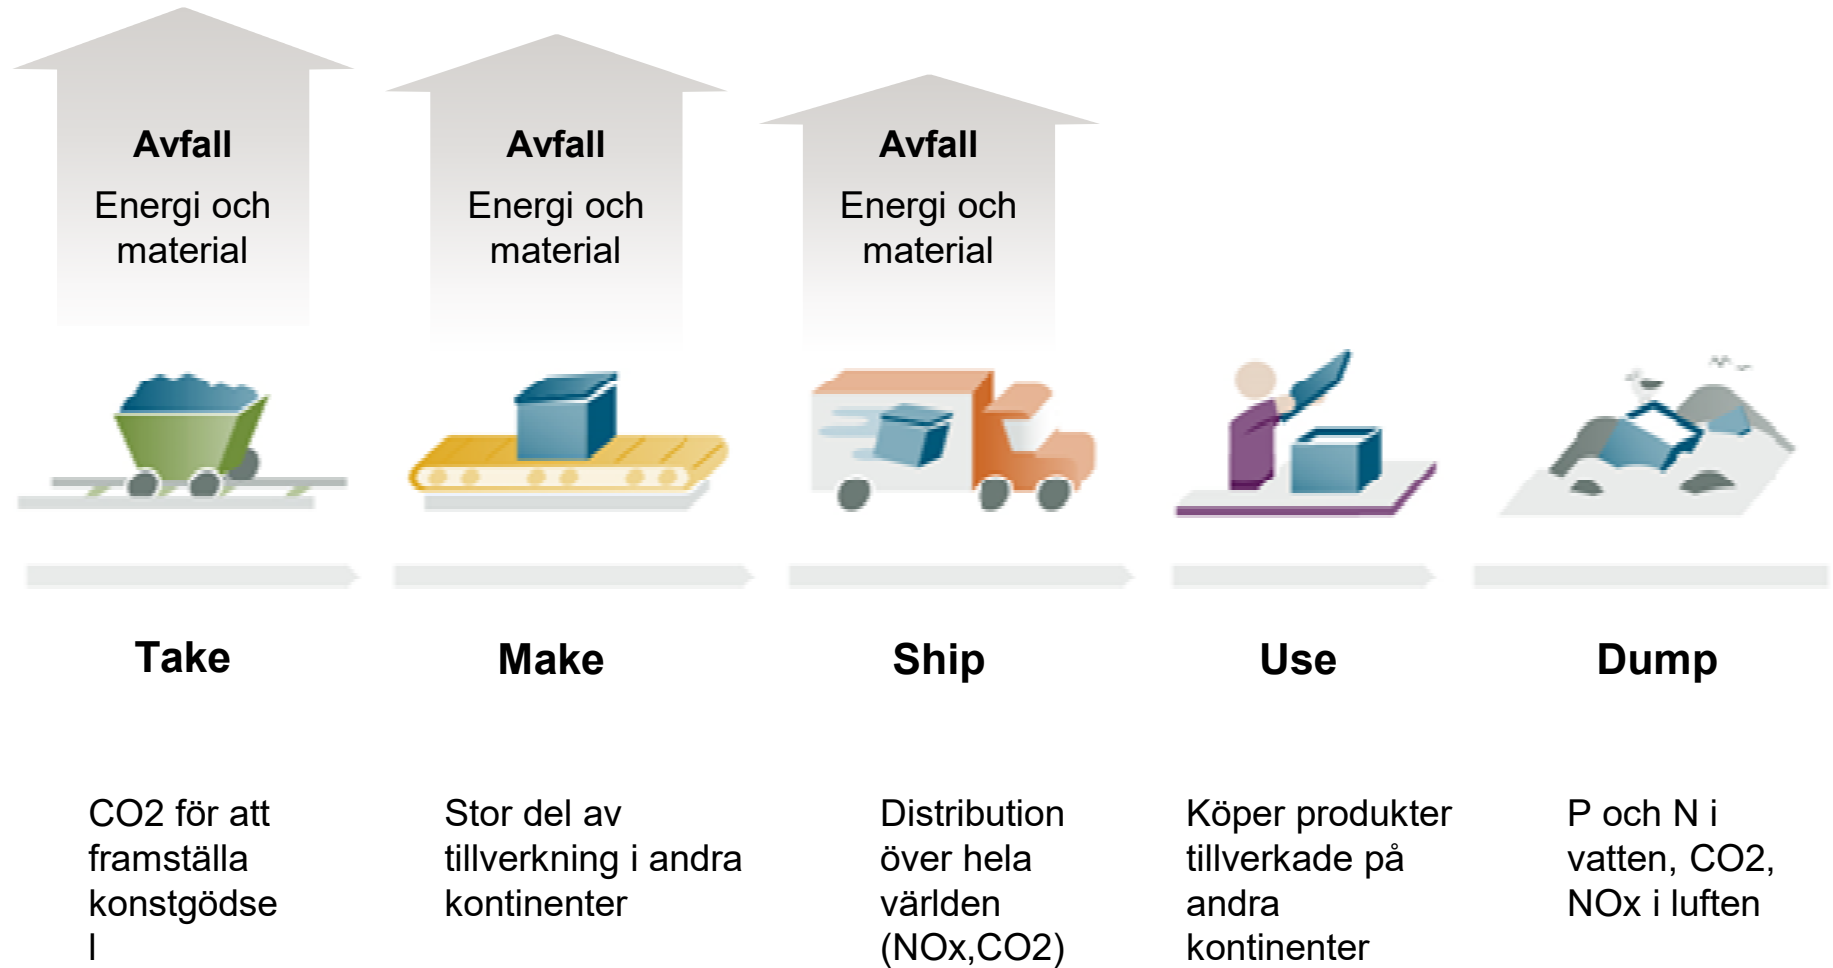 Avfall
Energi och
material
Avfall
Energi och
material
Avfall
Energi och
material
Take
Make
Ship
Use
Dump
CO2 för att
framställa
konstgödse
l
Stor del av
tillverkning i andra
kontinenter
Distribution
över hela
världen
(NOx,CO2)
Köper produkter
tillverkade på
andra
kontinenter
P och N i
vatten, CO2,
NOx i luften